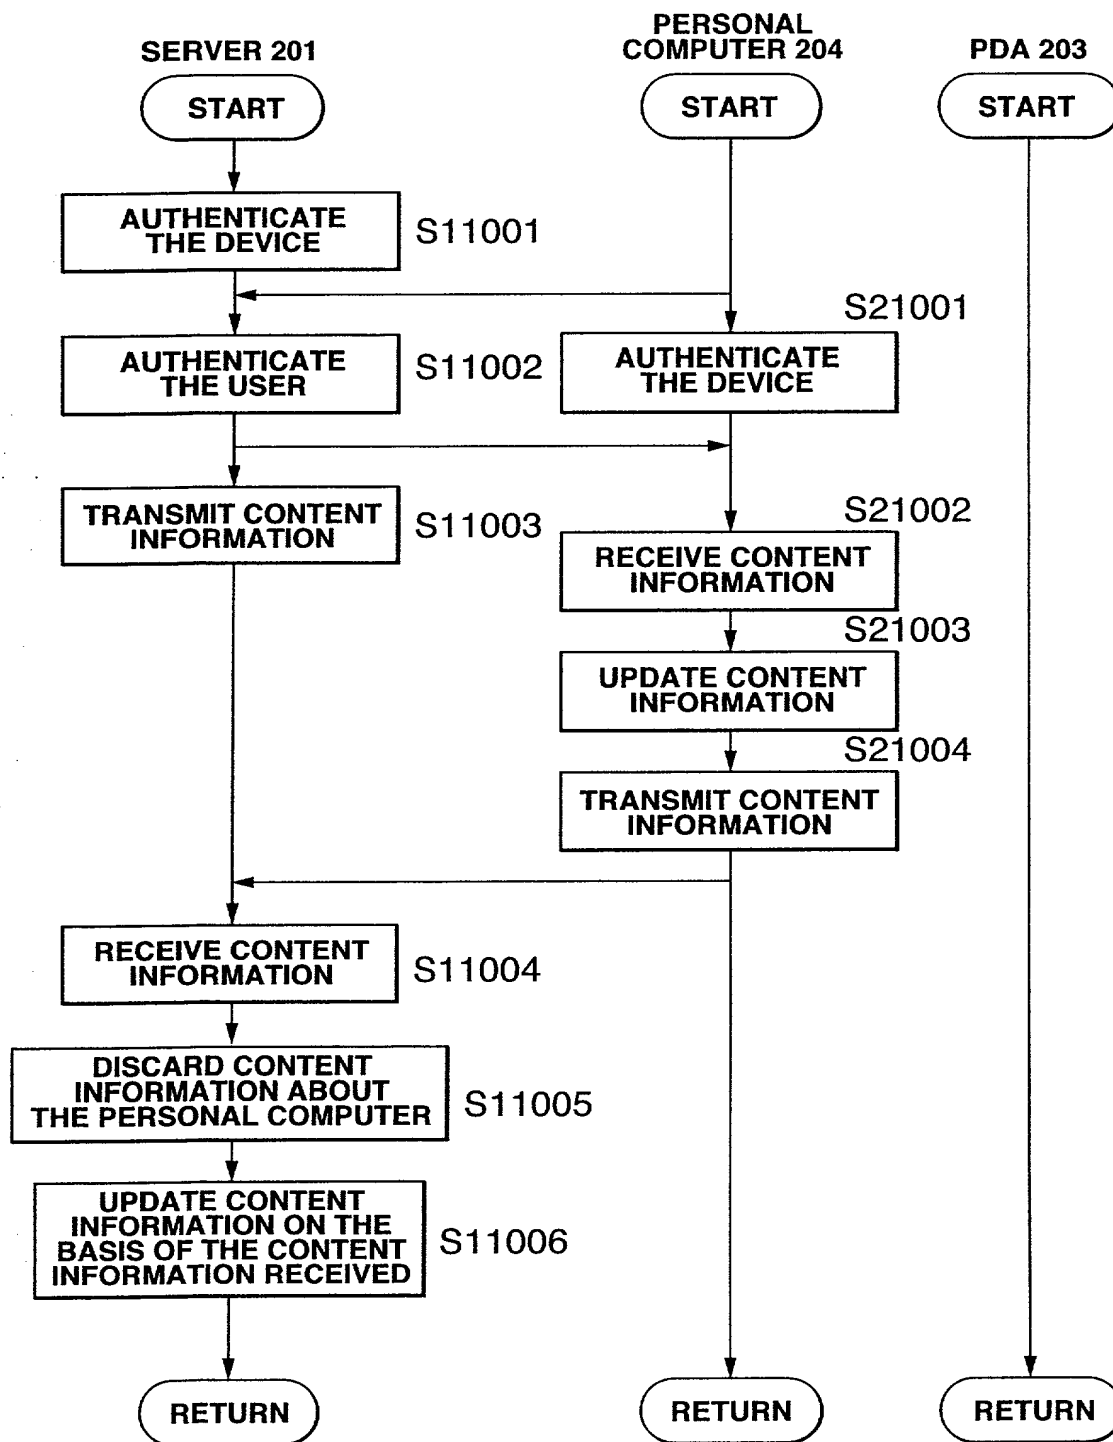 SERVER 201
PERSONAL
COMPUTER 204
PDA 203
START
START
START
AUTHENTICATE
THE DEVICE
S11001
S21001
AUTHENTICATE
THE USER
S11002
AUTHENTICATE
THE DEVICE
TRANSMIT CONTENT
INFORMATION
S11003
S21002
RECEIVE CONTENT
INFORMATION
S21003
UPDATE CONTENT
INFORMATION
S21004
TRANSMIT CONTENT
INFORMATION
RECEIVE CONTENT
INFORMATION
S11004
DISCARD CONTENT
INFORMATION ABOUT
THE PERSONAL COMPUTER
S11005
UPDATE CONTENT
INFORMATION ON THE
BASIS OF THE CONTENT
INFORMATION RECEIVED
S11006
RETURN
RETURN
RETURN